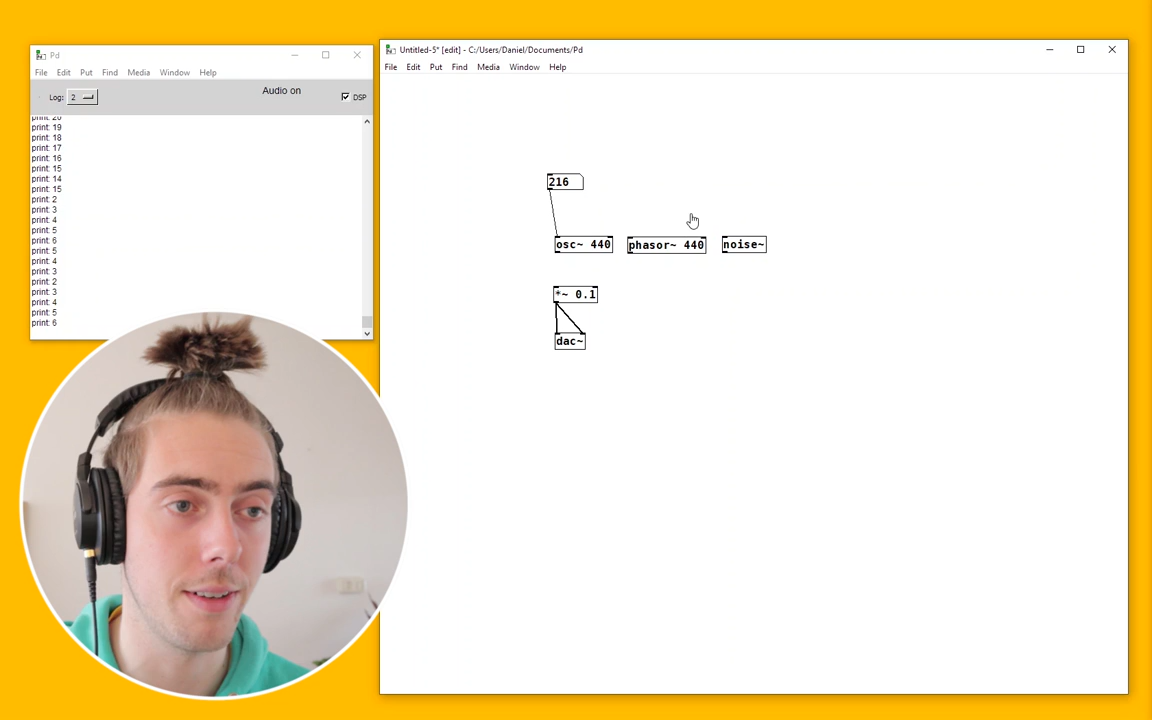 Pd
File Edit Put Find Media Window Help
Log: 2
Audio on
DSP
print: 20
print: 19
print: 18
print: 17
print: 16
print: 15
print: 14
print: 15
print: 2
print: 3
print: 4
print: 5
print: 6
print: 5
print: 4
print: 3
print: 2
print: 3
print: 4
print: 5
print: 6
Untitled-5* [edit] - C:/Users/Daniel/Documents/Pd
File Edit Put Find Media Window Help
216
osc~ 440
phasor~ 440
noise~
*~ 0.1
dac~